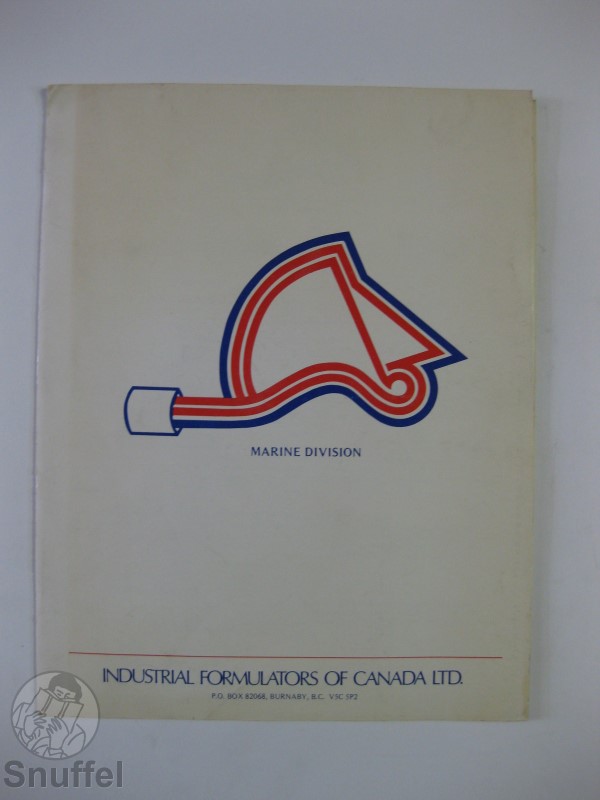 MARINE DIVISION
INDUSTRIAL FORMULATORS OF CANADA LTD.
P.O. BOX 82068, BURNABY, B.C. V5C 5P2
Snuffel